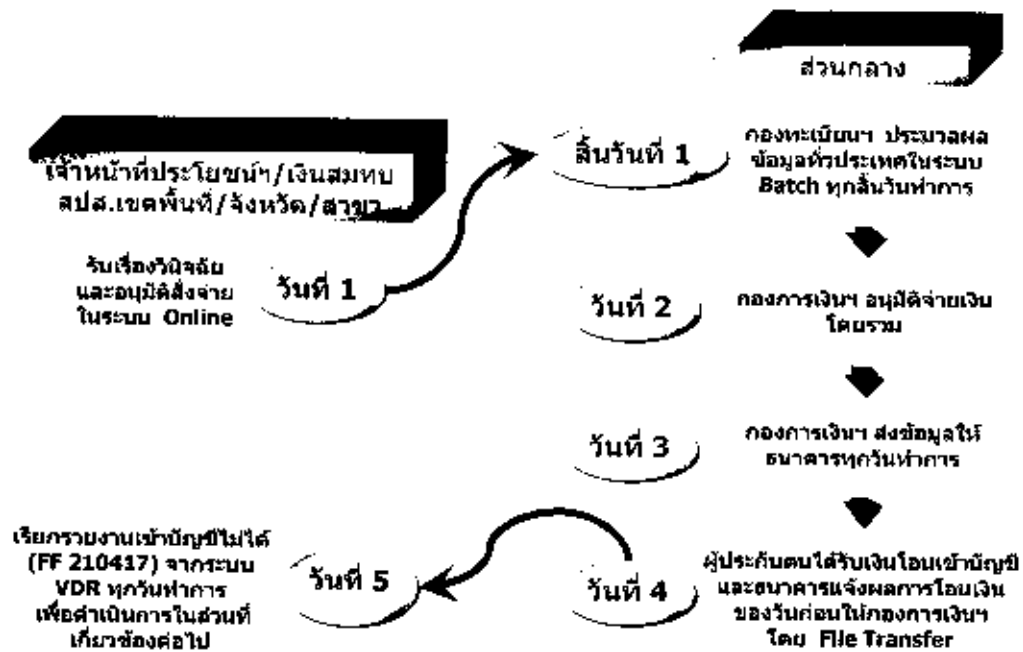 ส่วนกลาง
เจ้าหน้าที่ประโยชน์ฯ/เงินสมทบ
สปส.เขตพื้นที่/จังหวัด/สาขา
รับเรื่องวินิจฉัย
และอนุมัติสั่งจ่าย
ในระบบ Online
วันที่ 1
สิ้นวันที่ 1
กองทะเบียนฯ ประมวลผล
ข้อมูลทั่วประเทศในระบบ
Batch ทุกสิ้นวันทำการ
วันที่ 2
กองการเงินฯ อนุมัติจ่ายเงิน
โดยรวม
วันที่ 3
กองการเงินฯ ส่งข้อมูลให้
ธนาคารทุกวันทำการ
วันที่ 4
ผู้ประกันตนได้รับเงินโอนเข้าบัญชี
และธนาคารแจ้งผลการโอนเงิน
ของวันก่อนให้กองการเงินฯ
โดย File Transfer
วันที่ 5
เรียกรายงานเข้าบัญชีไม่ได้
(FF 210417) จากระบบ
VDR ทุกวันทำการ
เพื่อดำเนินการในส่วนที่
เกี่ยวข้องต่อไป